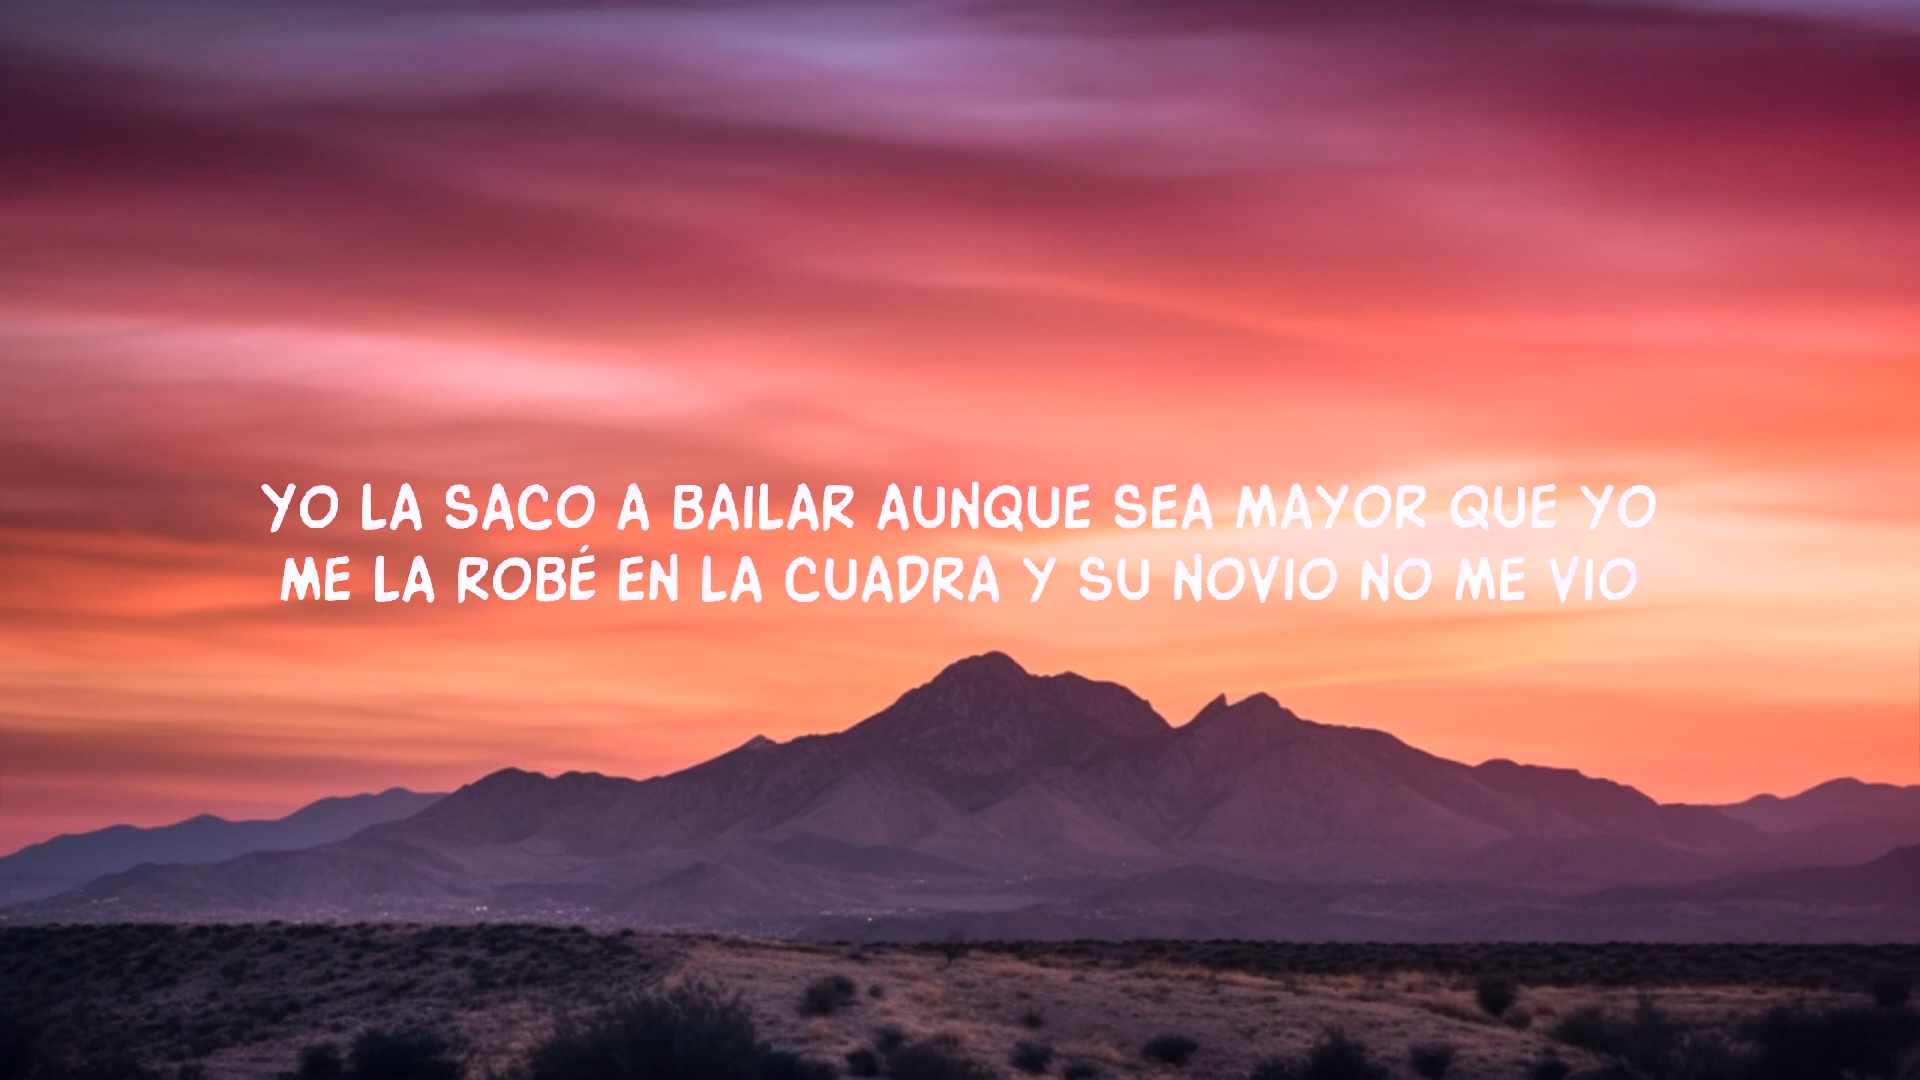 YO LA SACO A BAILAR AUNQUE SEA MAYOR QUE YO
ME LA ROBÉ EN LA CUADRA Y SU NOVIO NO ME VIO